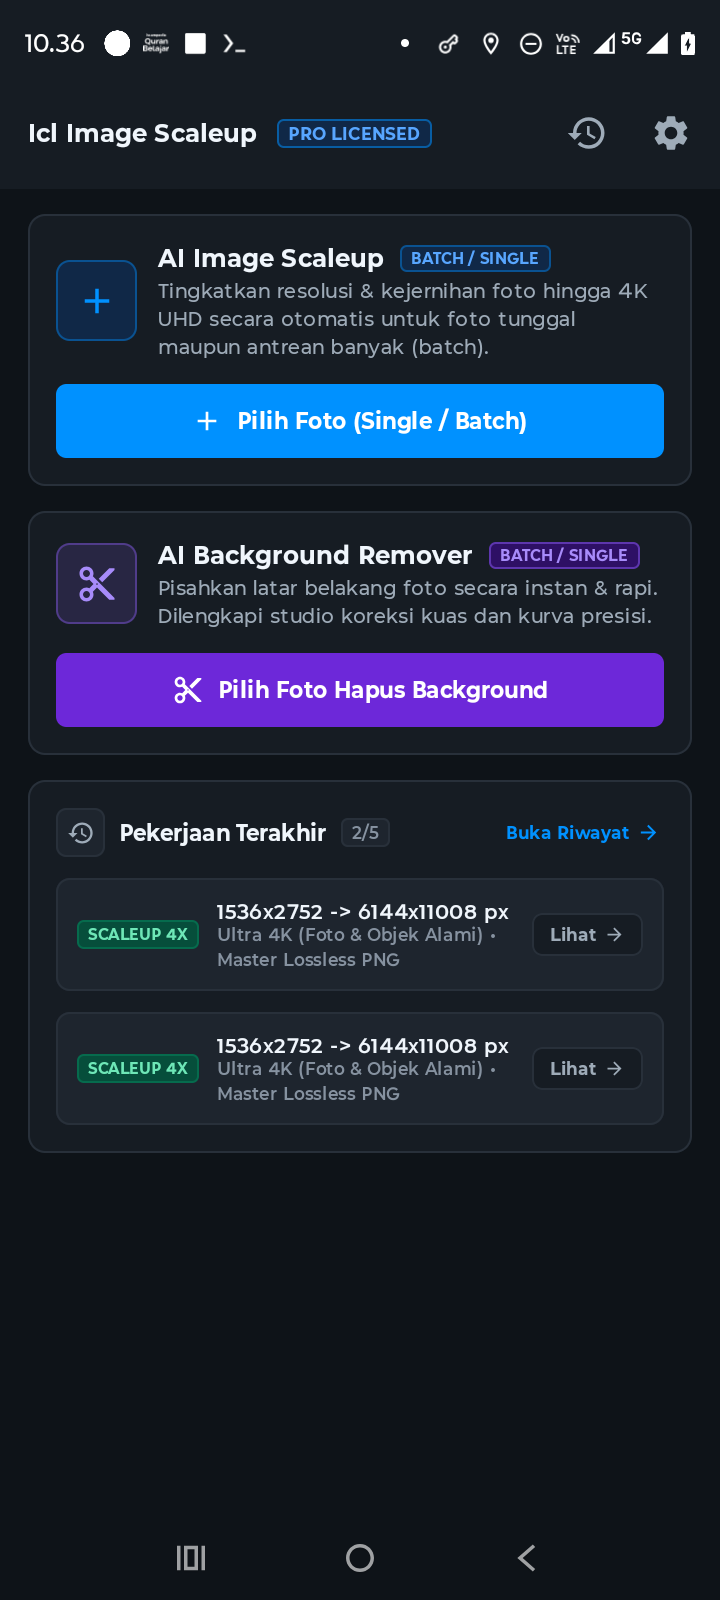 10.36
Quran
Belajar
Vo
LTE
5G
Icl Image Scaleup
PRO LICENSED
AI Image Scaleup
BATCH / SINGLE
Tingkatkan resolusi & kejernihan foto hingga 4K
UHD secara otomatis untuk foto tunggal
maupun antrean banyak (batch).
+ Pilih Foto (Single / Batch)
AI Background Remover
BATCH / SINGLE
Pisahkan latar belakang foto secara instan & rapi.
Dilengkapi studio koreksi kuas dan kurva presisi.
Pilih Foto Hapus Background
Pekerjaan Terakhir
2/5
Buka Riwayat →
SCALEUP 4X
1536x2752 -> 6144x11008 px
Ultra 4K (Foto & Objek Alami) •
Master Lossless PNG
Lihat →
SCALEUP 4X
1536x2752 -> 6144x11008 px
Ultra 4K (Foto & Objek Alami) •
Master Lossless PNG
Lihat →